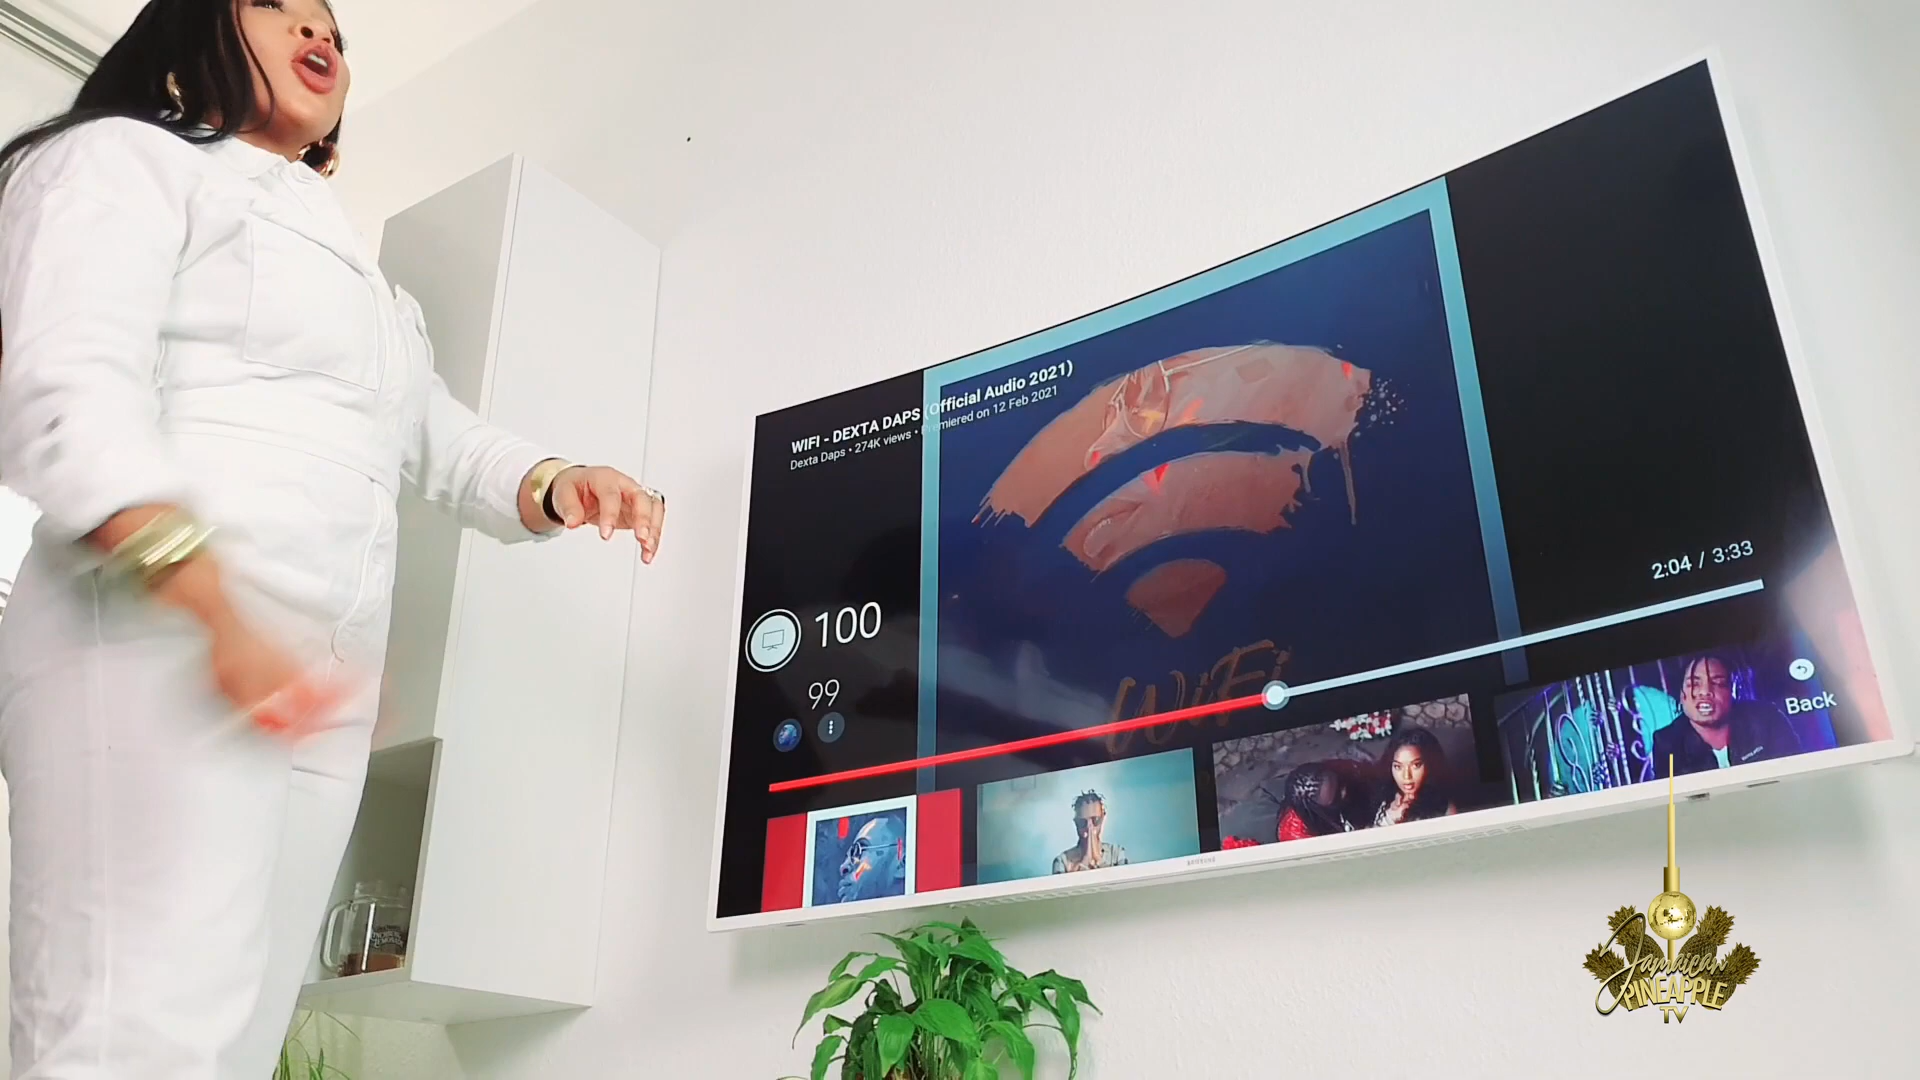 WIFI - DEXTA DAPS (Official Audio 2021)
Dexta Daps • 274K views • Premiered on 12 Feb 2021
100
99
WiFi
2:04 / 3:33
Back
SAMSUNG
Jamaican
PINEAPPLE
TV